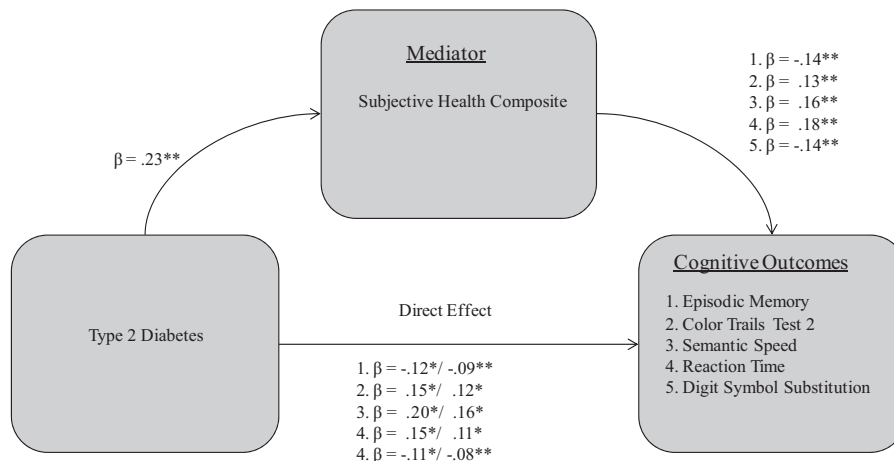 Mediator
Subjective Health Composite
1. β = -.14**
2. β = .13**
3. β = .16**
4. β = .18**
5. β = -.14**
β = .23**
Type 2 Diabetes
Direct Effect
1. β = -.12*/ -.09**
2. β = .15*/ .12*
3. β = .20*/ .16*
4. β = .15*/ .11*
4. β = -.11*/ -.08**
Cognitive Outcomes
1. Episodic Memory
2. Color Trails Test 2
3. Semantic Speed
4. Reaction Time
5. Digit Symbol Substitution